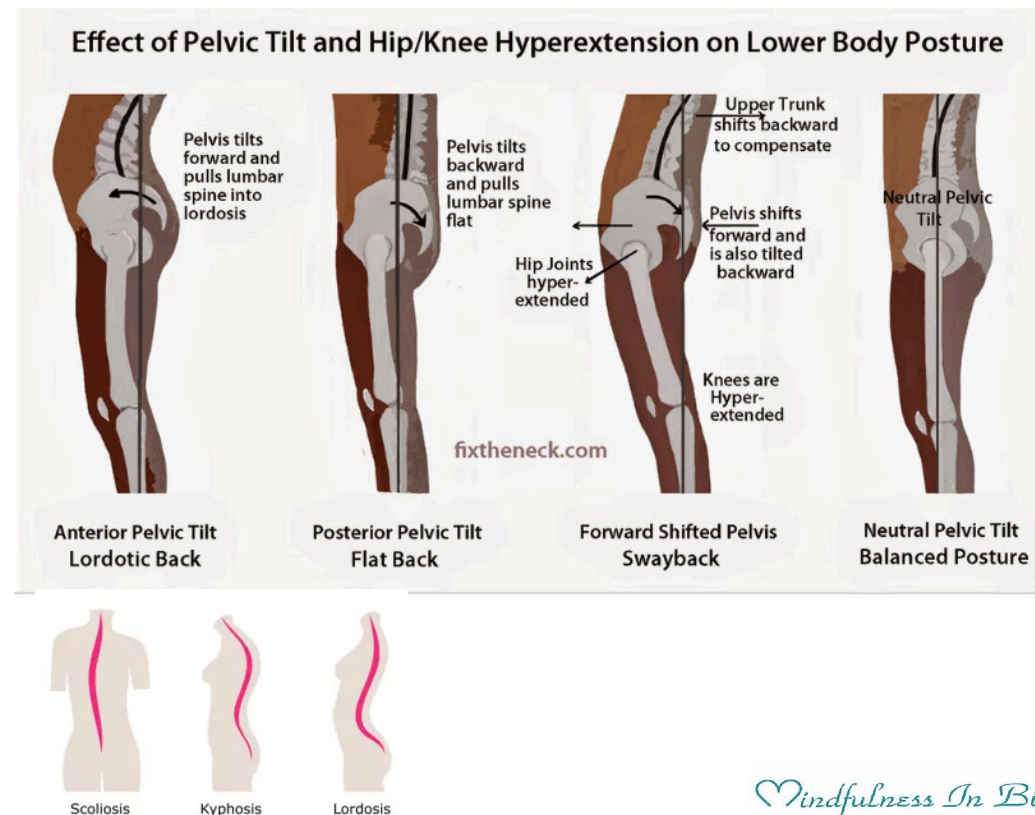 Effect of Pelvic Tilt and Hip/Knee Hyperextension on Lower Body Posture
Pelvis tilts
forward and
pulls lumbar
spine into
lordosis
Pelvis tilts
backward
and pulls
lumbar spine
flat
Upper Trunk
shifts backward
to compensate
Pelvis shifts
forward and
is also tilted
backward
Hip Joints
hyper-
extended
Knees are
Hyper-
extended
Neutral Pelvic
Tilt
fixtheneck.com
Anterior Pelvic Tilt
Lordotic Back
Posterior Pelvic Tilt
Flat Back
Forward Shifted Pelvis
Swayback
Neutral Pelvic Tilt
Balanced Posture
Scoliosis
Kyphosis
Lordosis
Mindfulness In